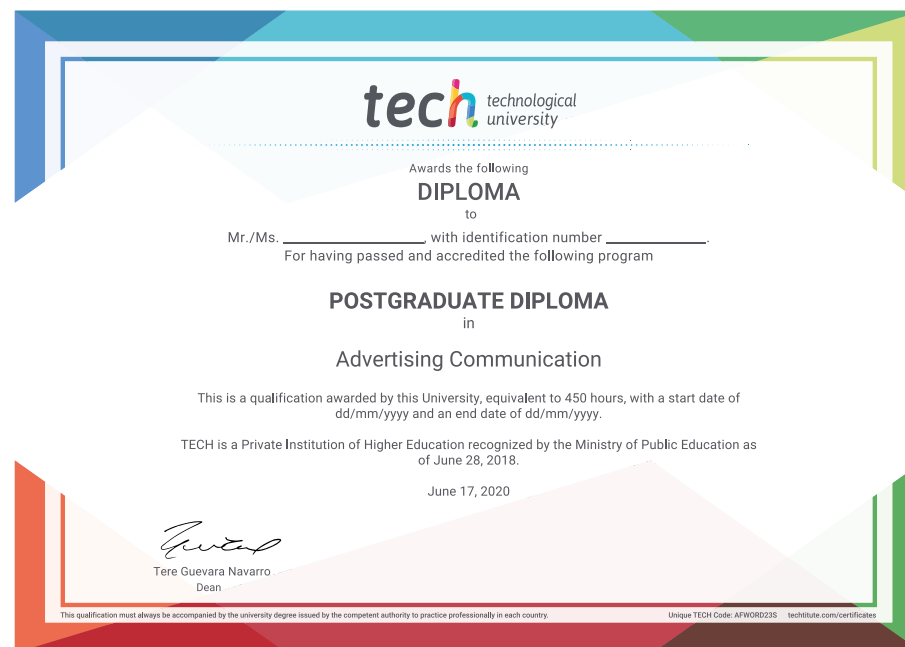 tech technological
university
Awards the following
DIPLOMA
to
Mr./Ms. ________________, with identification number ____________.
For having passed and accredited the following program
POSTGRADUATE DIPLOMA
in
Advertising Communication
This is a qualification awarded by this University, equivalent to 450 hours, with a start date of
dd/mm/yyyy and an end date of dd/mm/yyyy.
TECH is a Private Institution of Higher Education recognized by the Ministry of Public Education as
of June 28, 2018.
June 17, 2020
Tere Guevara Navarro
Dean
This qualification must always be accompanied by the university degree issued by the competent authority to practice professionally in each country. Unique TECH Code: AFWORD23S techtitute.com/certificates